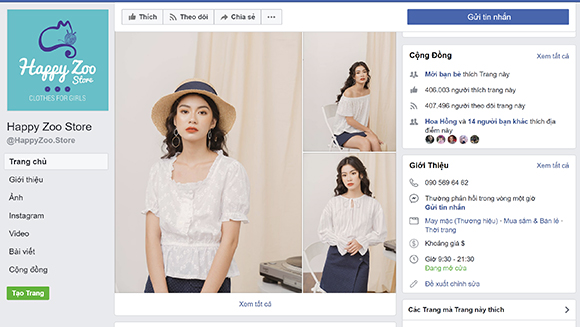 Happy Zoo
Store
CLOTHES FOR GIRLS
Happy Zoo Store
@HappyZoo.Store
Trang chủ
Giới thiệu
Ảnh
Instagram
Video
Bài viết
Cộng đồng
Tạo Trang
Thích
Theo dõi
Chia sẻ
Xem tất cả
Gửi tin nhắn
Cộng Đồng Xem tất cả
Mời bạn bè thích Trang này
406.003 người thích trang này
407.496 người theo dõi trang này
Hoa Hồng và 14 người bạn khác thích địa
điểm này
Giới Thiệu Xem tất cả
090 569 64 82
Thường phản hồi trong vòng một giờ
Gửi tin nhắn
May mặc (Thương hiệu) · Mua sắm & Bán lẻ ·
Thời trang
Khoảng giá $
Giờ 9:30 - 21:30
Đang mở cửa
Đề xuất chỉnh sửa
Các Trang mà Trang này thích